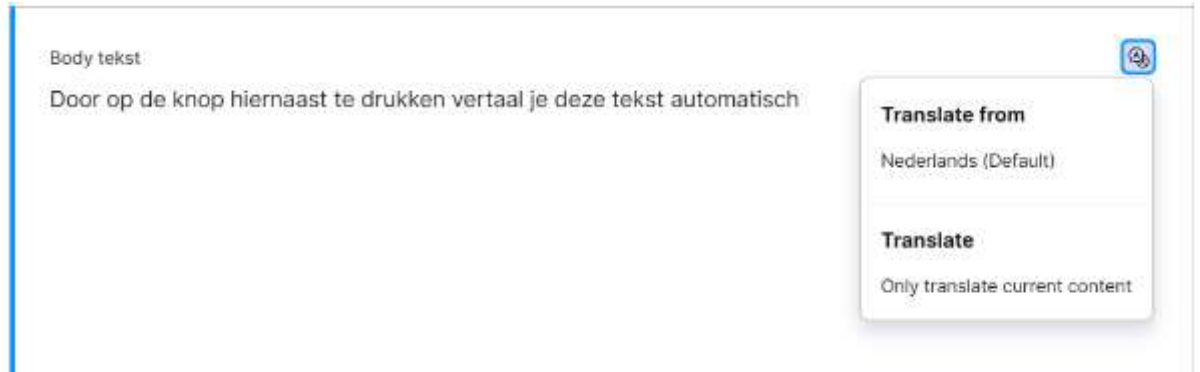 Body tekst
Door op de knop hiernaast te drukken vertaal je deze tekst automatisch
Translate from
Nederlands (Default)
Translate
Only translate current content